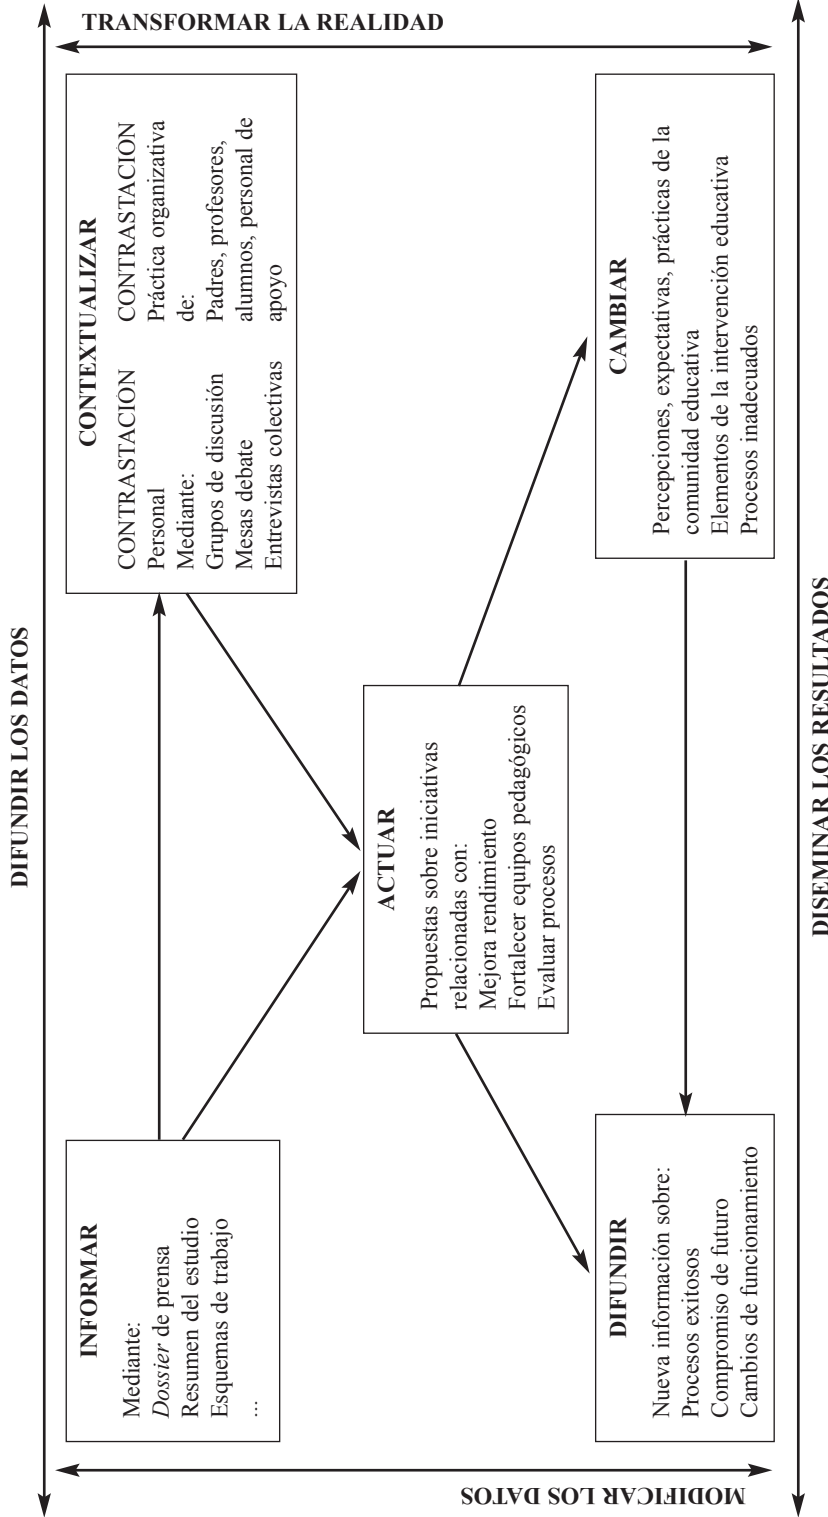 DIFUNDIR LOS DATOS
MODIFICAR LOS DATOS
INFORMAR
Mediante:
Dossier de prensa
Resumen del estudio
Esquemas de trabajo
...
CONTEXTUALIZAR
CONTRASTACIÓN
Personal
Mediante:
Grupos de discusión
Mesas debate
Entrevistas colectivas
CONTRASTACIÓN
Práctica organizativa
de:
Padres, profesores,
alumnos, personal de
apoyo
TRANSFORMAR LA REALIDAD
ACTUAR
Propuestas sobre iniciativas
relacionadas con:
Mejora rendimiento
Fortalecer equipos pedagógicos
Evaluar procesos
DIFUNDIR
Nueva información sobre:
Procesos exitosos
Compromiso de futuro
Cambios de funcionamiento
CAMBIAR
Percepciones, expectativas, prácticas de la
comunidad educativa
Elementos de la intervención educativa
Procesos inadecuados
DISEMINAR LOS RESULTADOS